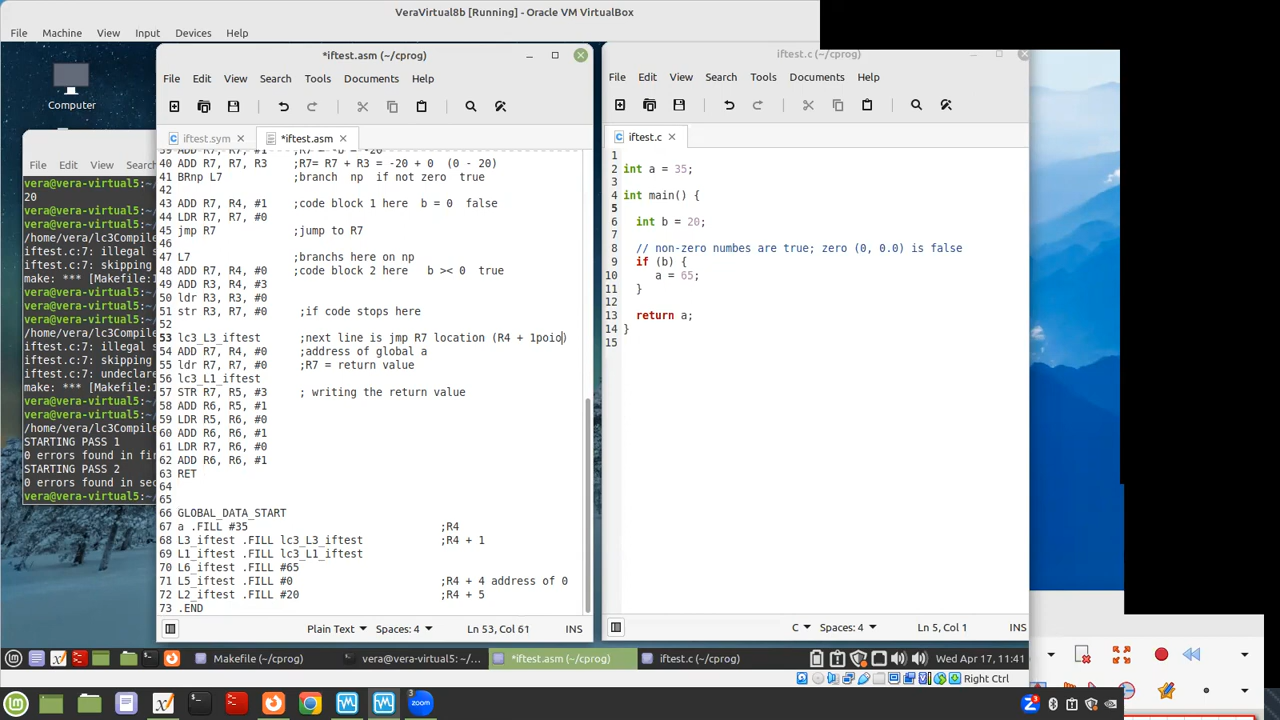 VeraVirtual8b [Running] - Oracle VM VirtualBox
File Machine View Input Devices Help
Computer
*iftest.asm (~/cprog)
File Edit View Search Tools Documents Help
iftest.sym
*iftest.asm
40 ADD R7, R7, R3 ;R7= R7 + R3 = -20 + 0 (0 - 20)
41 BRnp L7 ;branch np if not zero true
42
43 ADD R7, R4, #1 ;code block 1 here b = 0 false
44 LDR R7, R7, #0
45 jmp R7 ;jump to R7
46
47 L7 ;branchs here on np
48 ADD R7, R4, #0 ;code block 2 here b >< 0 true
49 ADD R3, R4, #3
50 ldr R3, R3, #0
51 str R3, R7, #0 ;if code stops here
52
53 lc3_L3_iftest ;next line is jmp R7 location (R4 + 1poio)
54 ADD R7, R4, #0 ;address of global a
55 ldr R7, R7, #0 ;R7 = return value
56 lc3_L1_iftest
57 STR R7, R5, #3 ; writing the return value
58 ADD R6, R5, #1
59 LDR R5, R6, #0
60 ADD R6, R6, #1
61 LDR R7, R6, #0
62 ADD R6, R6, #1
63 RET
64
65
66 GLOBAL_DATA_START
67 a .FILL #35 ;R4
68 L3_iftest .FILL lc3_L3_iftest ;R4 + 1
69 L1_iftest .FILL lc3_L1_iftest
70 L6_iftest .FILL #65
71 L5_iftest .FILL #0 ;R4 + 4 address of 0
72 L2_iftest .FILL #20 ;R4 + 5
73 .END
Plain Text Spaces: 4 Ln 53, Col 61 INS
File Edit View Search
vera@vera-virtual5:~
20
vera@vera-virtual5:~
vera@vera-virtual5:~
/home/vera/lc3Compile
iftest.c:7: illegal s
iftest.c:7: skipping
make: *** [Makefile:1
vera@vera-virtual5:~
vera@vera-virtual5:~
/home/vera/lc3Compile
iftest.c:7: illegal s
iftest.c:7: skipping
iftest.c:7: undeclare
make: *** [Makefile:1
vera@vera-virtual5:~
vera@vera-virtual5:~
/home/vera/lc3Compile
STARTING PASS 1
0 errors found in fir
STARTING PASS 2
0 errors found in sec
vera@vera-virtual5:~
iftest.c (~/cprog)
File Edit View Search Tools Documents Help
iftest.c
1
2 int a = 35;
3
4 int main() {
5
6 int b = 20;
7
8 // non-zero numbes are true; zero (0, 0.0) is false
9 if (b) {
10 a = 65;
11 }
12
13 return a;
14 }
15
C Spaces: 4 Ln 5, Col 1 INS
Makefile (~/cprog)
vera@vera-virtual5: ~/...
*iftest.asm (~/cprog)
iftest.c (~/cprog)
Wed Apr 17, 11:41
Right Ctrl
3
zoom